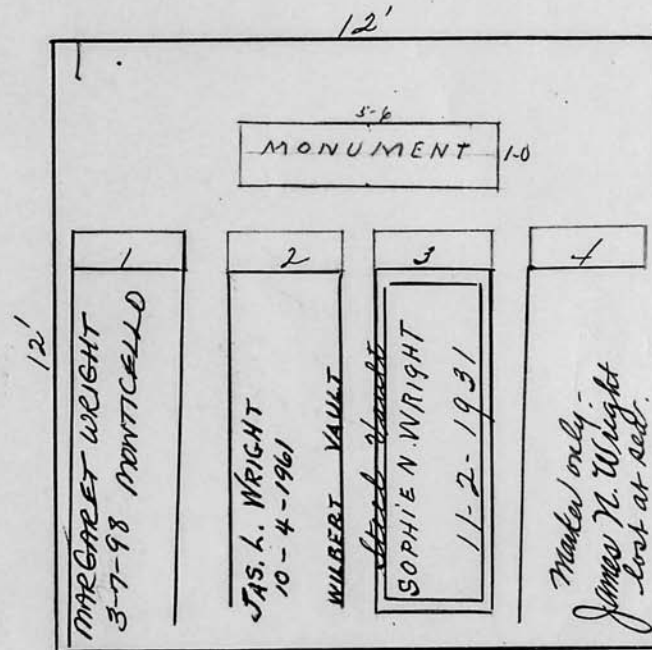 12'
12'
5-6
MONUMENT
1-0
1
MARGARET WRIGHT
3-7-98 MONTICELLO
2
JAS. L. WRIGHT
10-4-1961
WILBERT VAULT
3
Steel Vault
SOPHIE N. WRIGHT
11-2-1931
4
Marker only-
James N. Wright
lost at sea.